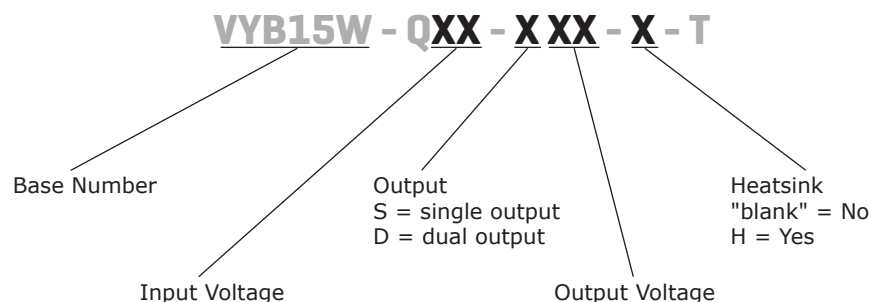 VYB15W - QXX - X XX - X - T
Base Number
Output
S = single output
D = dual output
Heatsink
"blank" = No
H = Yes
Input Voltage
Output Voltage